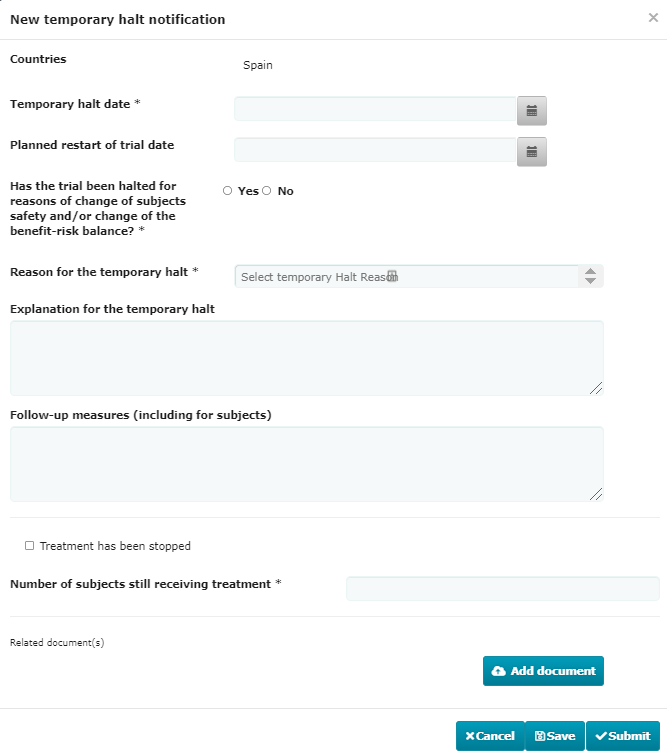 New temporary halt notification
Countries
Spain
Temporary halt date *
Planned restart of trial date
Has the trial been halted for
reasons of change of subjects
safety and/or change of the
benefit-risk balance? *
Yes No
Reason for the temporary halt *
Select temporary Halt Reason
Explanation for the temporary halt
Follow-up measures (including for subjects)
Treatment has been stopped
Number of subjects still receiving treatment *
Related document(s)
Add document
Cancel Save Submit